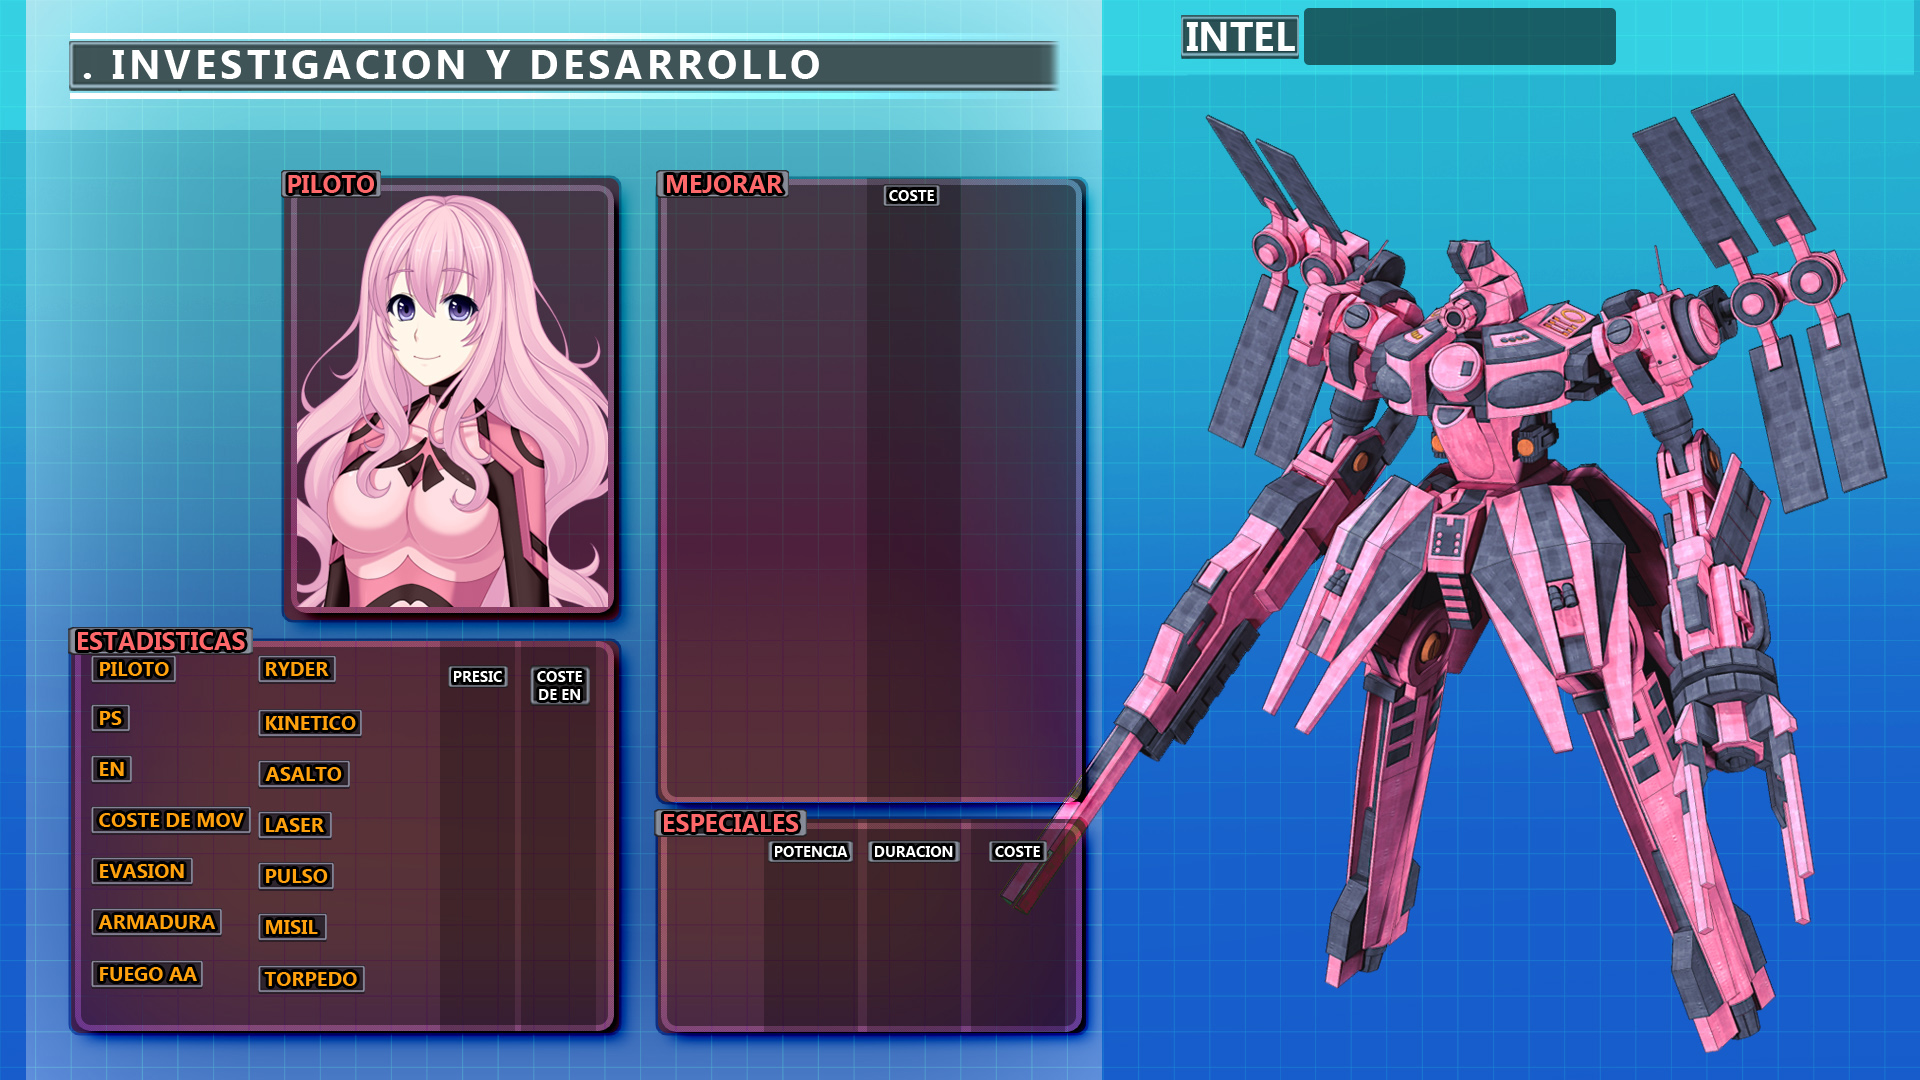 . INVESTIGACION Y DESARROLLO
INTEL
PILOTO
MEJORAR
COSTE
ESTADISTICAS
PILOTO
RYDER
PRESIC
COSTE
DE EN
PS
KINETICO
EN
ASALTO
COSTE DE MOV
LASER
EVASION
PULSO
ARMADURA
MISIL
FUEGO AA
TORPEDO
ESPECIALES
POTENCIA
DURACION
COSTE